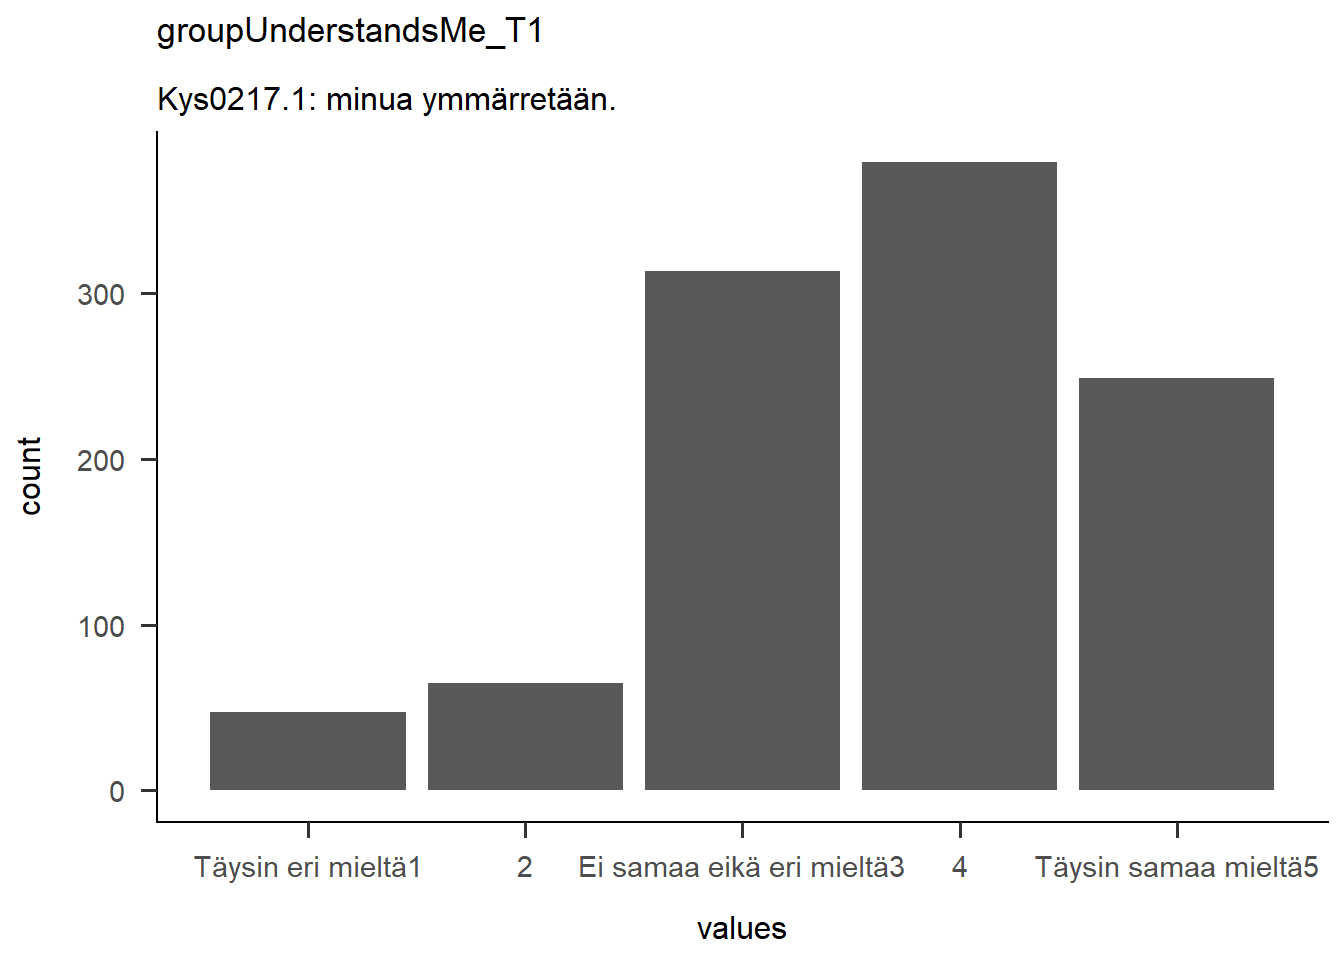 groupUnderstandsMe_T1
Kys0217.1: minua ymmärretään.
count
300
200
100
0
Täysin eri mieltä1
2
Ei samaa eikä eri mieltä3
4
Täysin samaa mieltä5
values